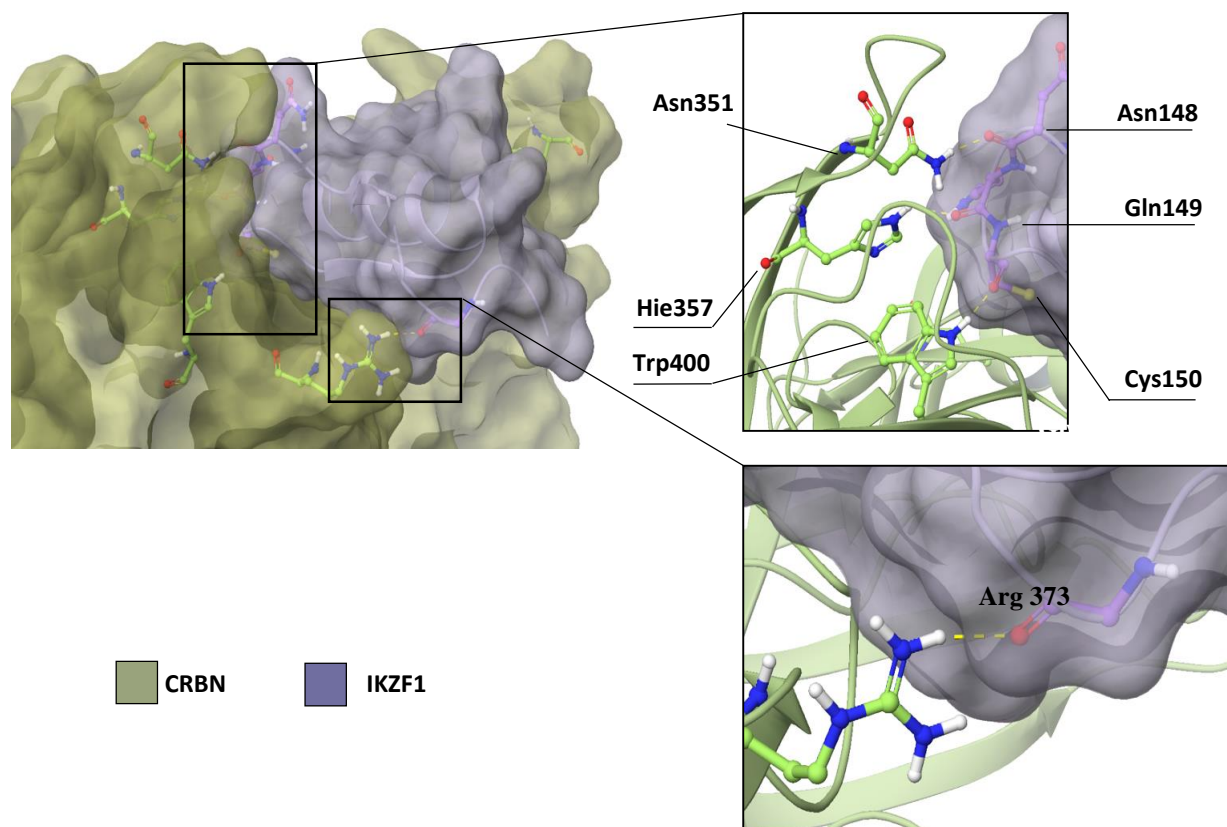 Asn351
Asn148
Gln149
Hie357
Trp400
Cys150
Arg 373
CRBN
IKZF1